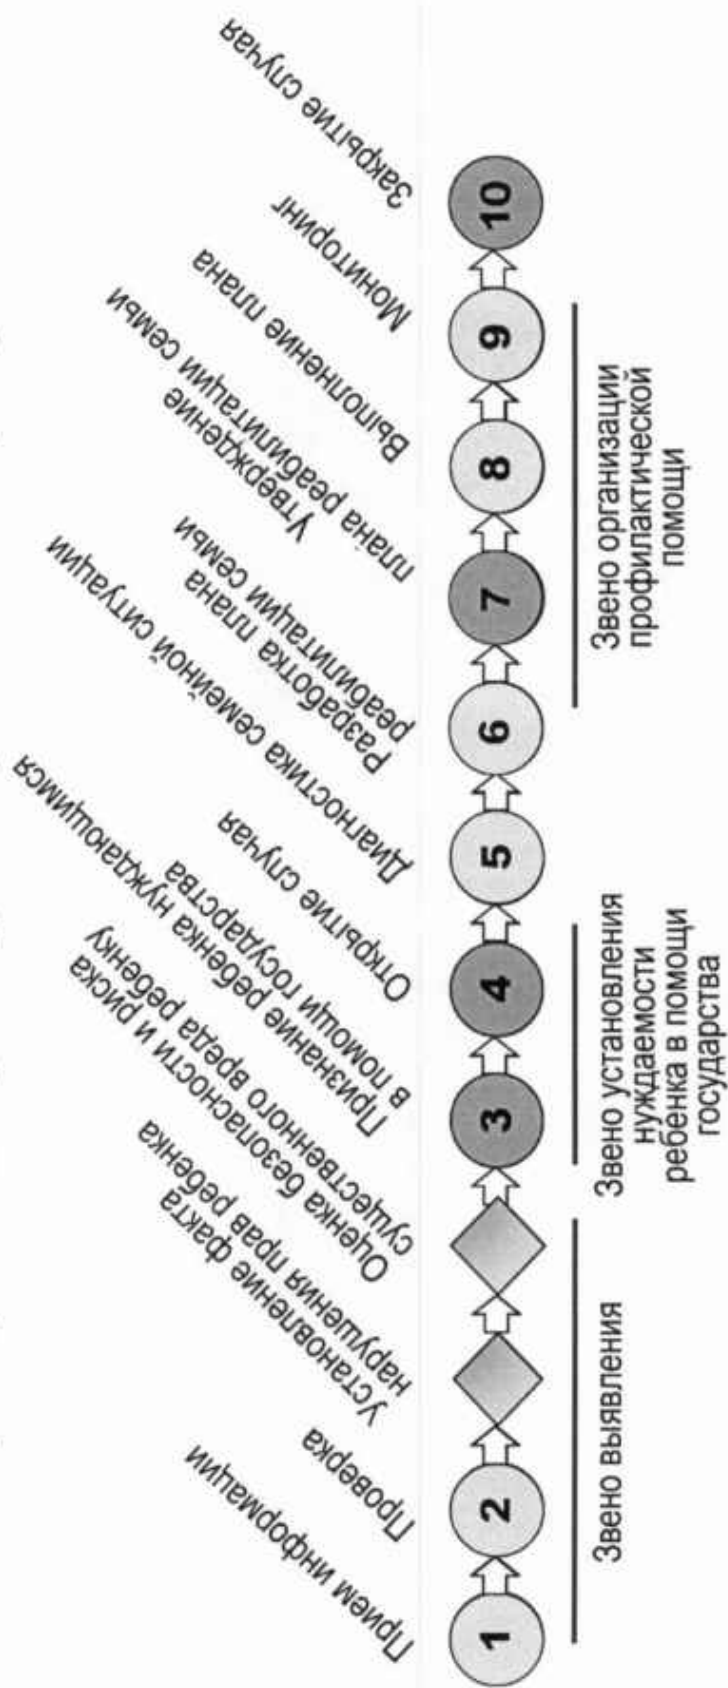 Прием информации
Проверка
Установление факта
нарушения прав ребенка
Оценка безопасности и риска
существенного вреда ребенку
Признание ребенка нуждающимся
в помощи государства
Открытие случая
Диагностика семейной ситуации
Разработка плана
реабилитации семьи
Утверждение
плана реабилитации семьи
Выполнение плана
Мониторинг
Закрытие случая
1
2
3
4
5
6
7
8
9
10
Звено выявления
Звено установления
нуждаемости
ребенка в помощи
государства
Звено организаций
профилактической
помощи